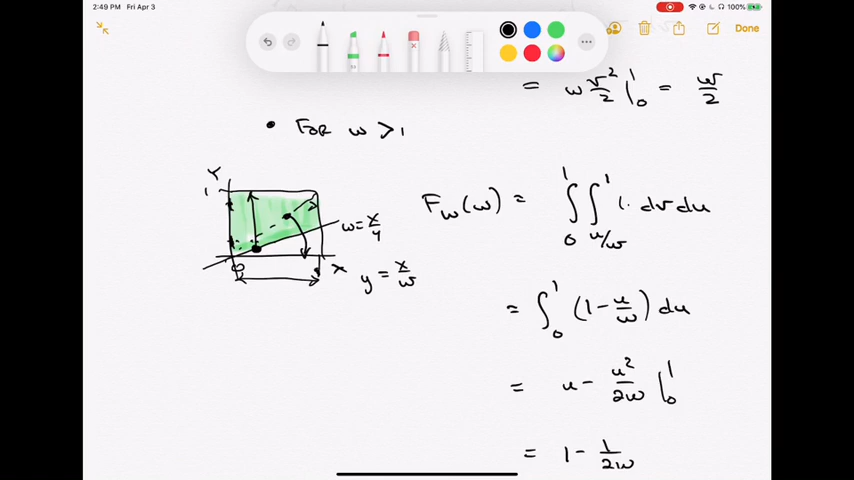 2:49 PM Fri Apr 3
100%
Done
= w v²/2 |₀¹ = w/2
• FOR w > 1
Y
1
w = x/y
0
x
y = x/w
F_W(w) = ∫₀¹ ∫_{u/w}^1 1· dv du
= ∫₀¹ (1 - u/w) du
= u - u²/2w |₀¹
= 1 - 1/2w